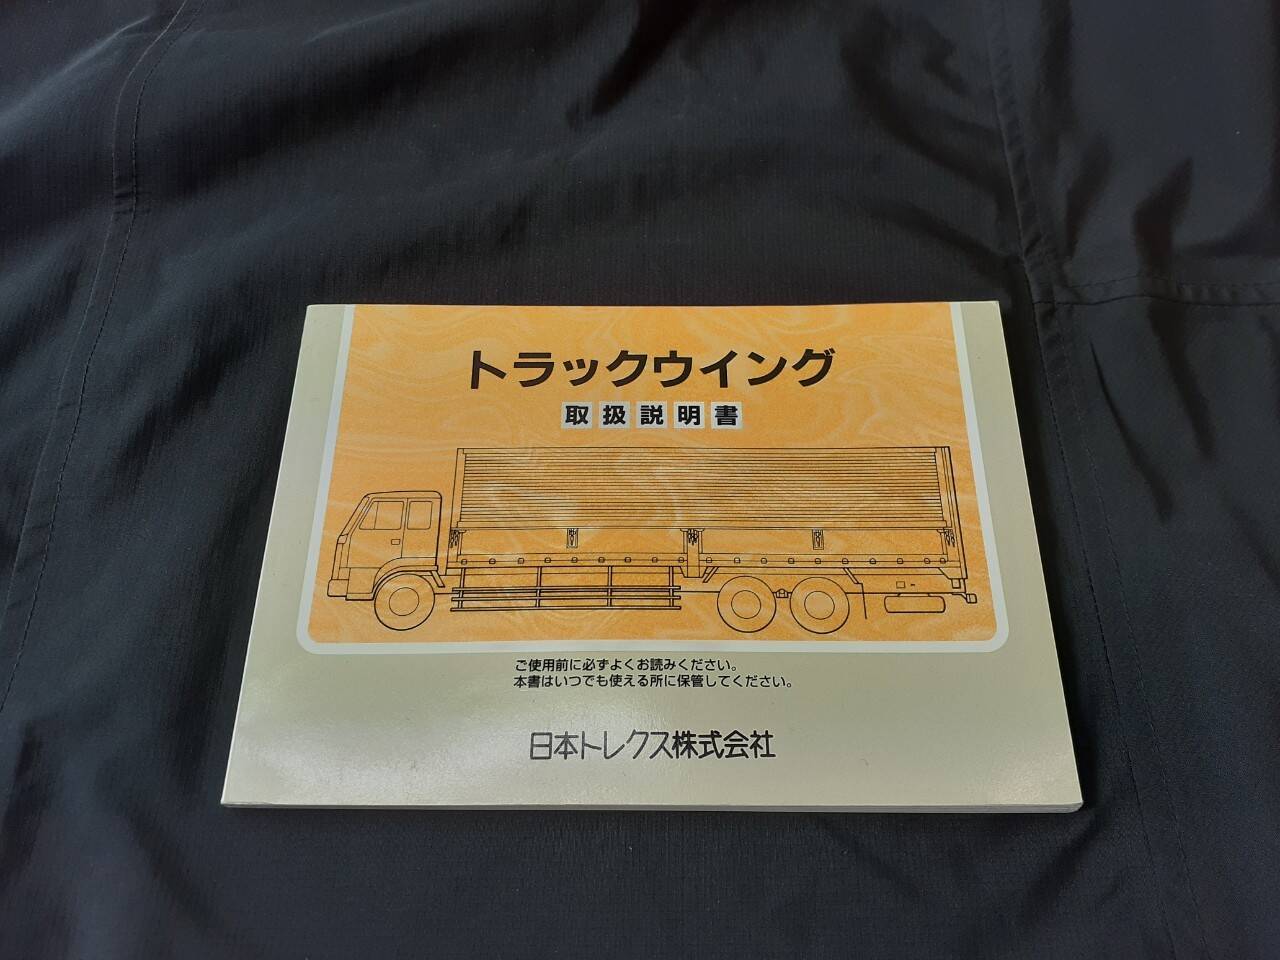 トラックウイング
取扱説明書
ご使用前に必ずよくお読みください。
本書はいつでも使える所に保管してください。
日本トレクス株式会社